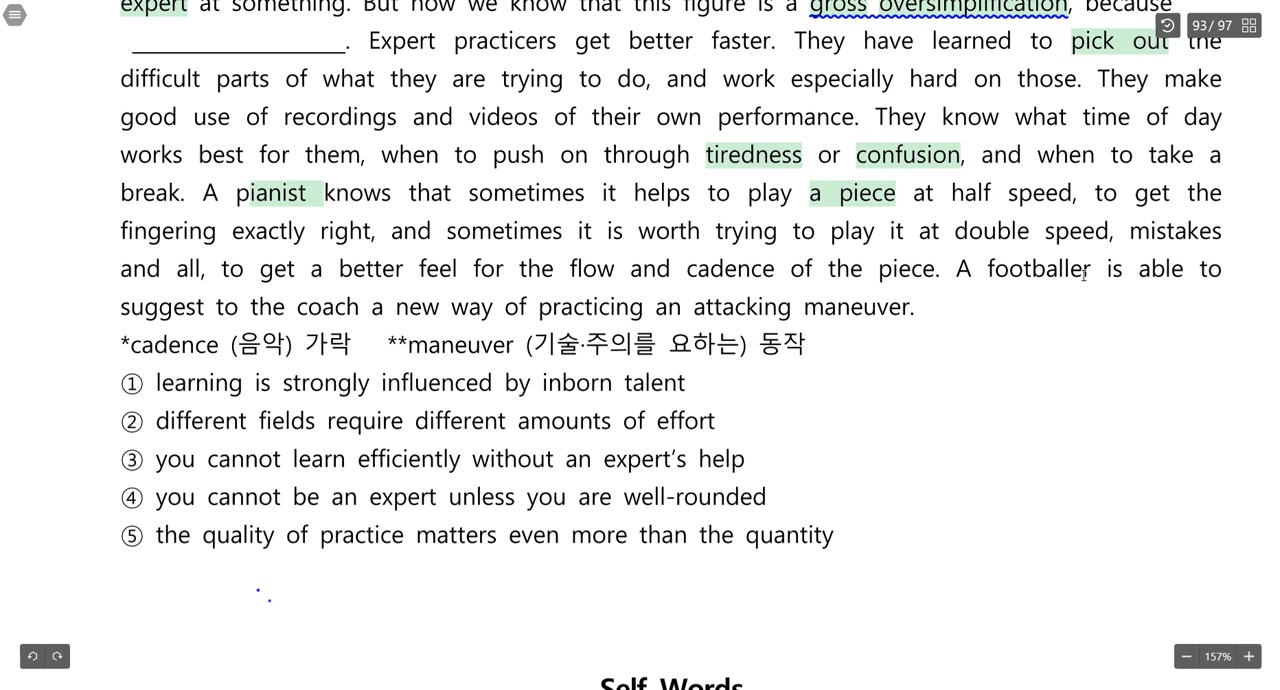 expert at something. But now we know that this figure is a gross oversimplification, because
93/ 97
____________________. Expert practicers get better faster. They have learned to pick out the
difficult parts of what they are trying to do, and work especially hard on those. They make
good use of recordings and videos of their own performance. They know what time of day
works best for them, when to push on through tiredness or confusion, and when to take a
break. A pianist knows that sometimes it helps to play a piece at half speed, to get the
fingering exactly right, and sometimes it is worth trying to play it at double speed, mistakes
and all, to get a better feel for the flow and cadence of the piece. A footballer is able to
suggest to the coach a new way of practicing an attacking maneuver.
*cadence (음악) 가락 **maneuver (기술·주의를 요하는) 동작
① learning is strongly influenced by inborn talent
② different fields require different amounts of effort
③ you cannot learn efficiently without an expert's help
④ you cannot be an expert unless you are well-rounded
⑤ the quality of practice matters even more than the quantity
157%
Self Words